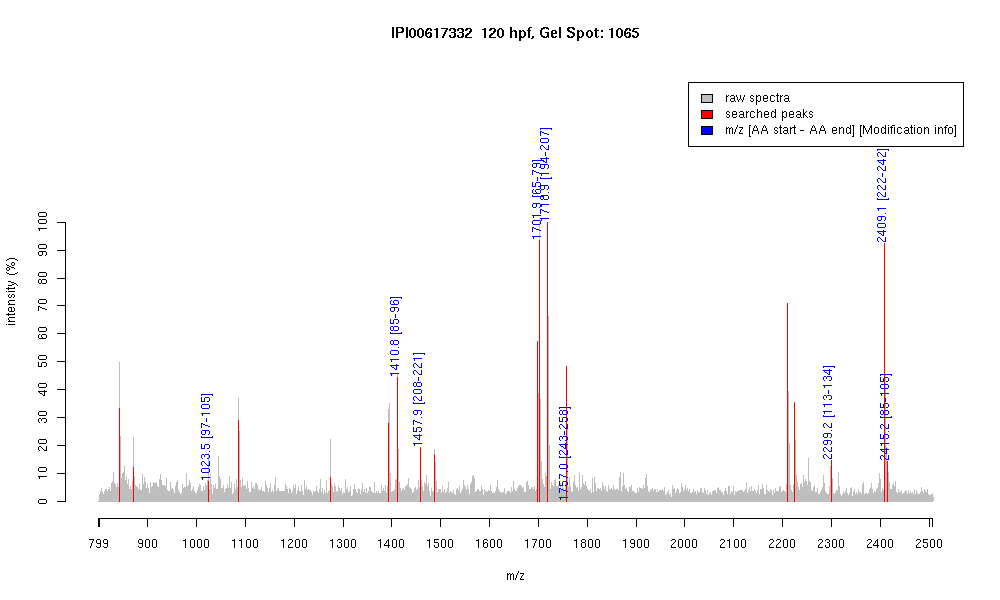 IPI00617332  120 hpf, Gel Spot: 1065
raw spectra
searched peaks
m/z [AA start - AA end] [Modification info]
intensity (%)
100
90
80
70
60
50
40
30
20
10
0
1023.5 [97-105]
1410.8 [85-96]
1457.9 [208-221]
1701.9 [65-79]
1718.9 [194-207]
1757.0 [243-258]
2299.2 [113-134]
2409.1 [222-242]
2415.2 [85-105]
799 900 1000 1100 1200 1300 1400 1500 1600 1700 1800 1900 2000 2100 2200 2300 2400 2500
m/z